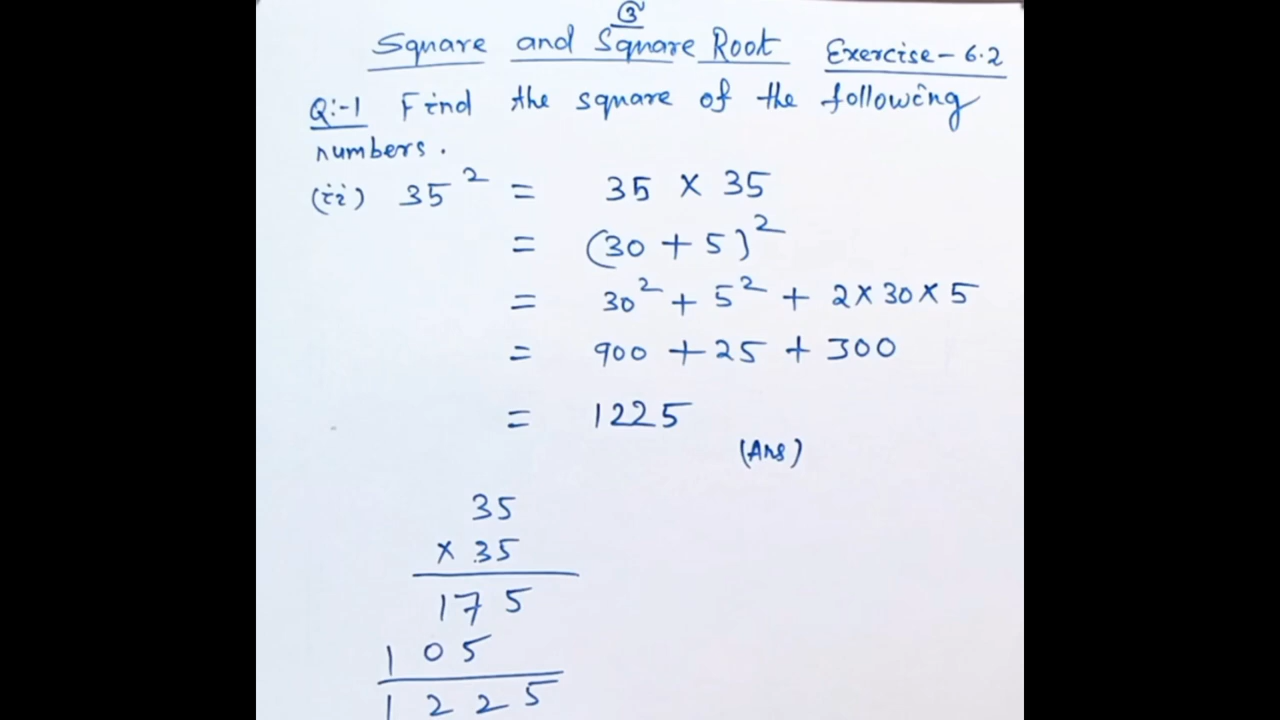 ③
Square and Square Root Exercise - 6.2
Q:-1 Find the square of the following
numbers.
(ii) 35² = 35 × 35
= (30 + 5)²
= 30² + 5² + 2 × 30 × 5
= 900 + 25 + 300
= 1225
(Ans)
35
× 35
175
105
1225